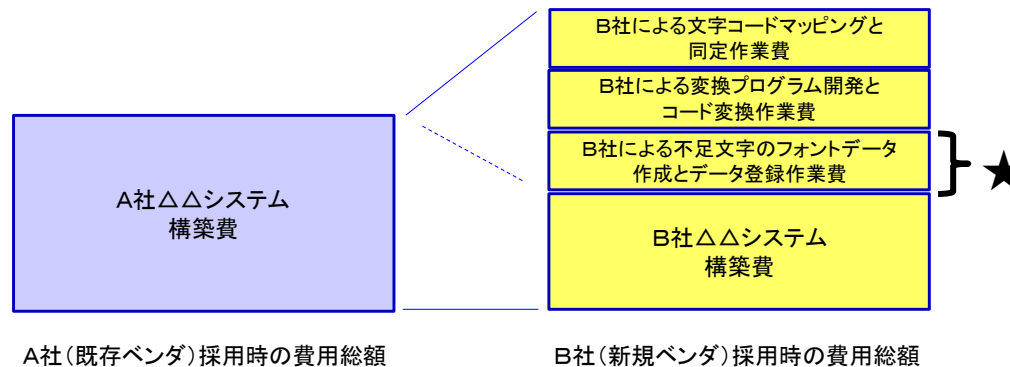 B社による文字コードマッピングと
同定作業費
B社による変換プログラム開発と
コード変換作業費
B社による不足文字のフォントデータ
作成とデータ登録作業費
★
A社△△システム
構築費
B社△△システム
構築費
A社(既存ベンダ)採用時の費用総額
B社(新規ベンダ)採用時の費用総額